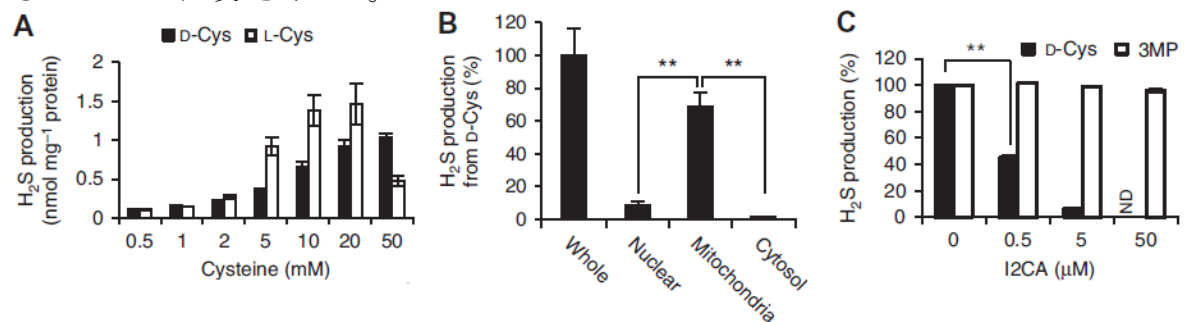 A
D-Cys L-Cys
H2S production
(nmol mg–1 protein)
2
1.5
1
0.5
0
0.5 1 2 5 10 20 50
Cysteine (mM)
B
H2S production
from D-Cys (%)
120
100
80
60
40
20
0
** **
Whole
Nuclear
Mitochondria
Cytosol
C
** D-Cys 3MP
H2S production (%)
120
100
80
60
40
20
0
ND
0 0.5 5 50
I2CA (μM)